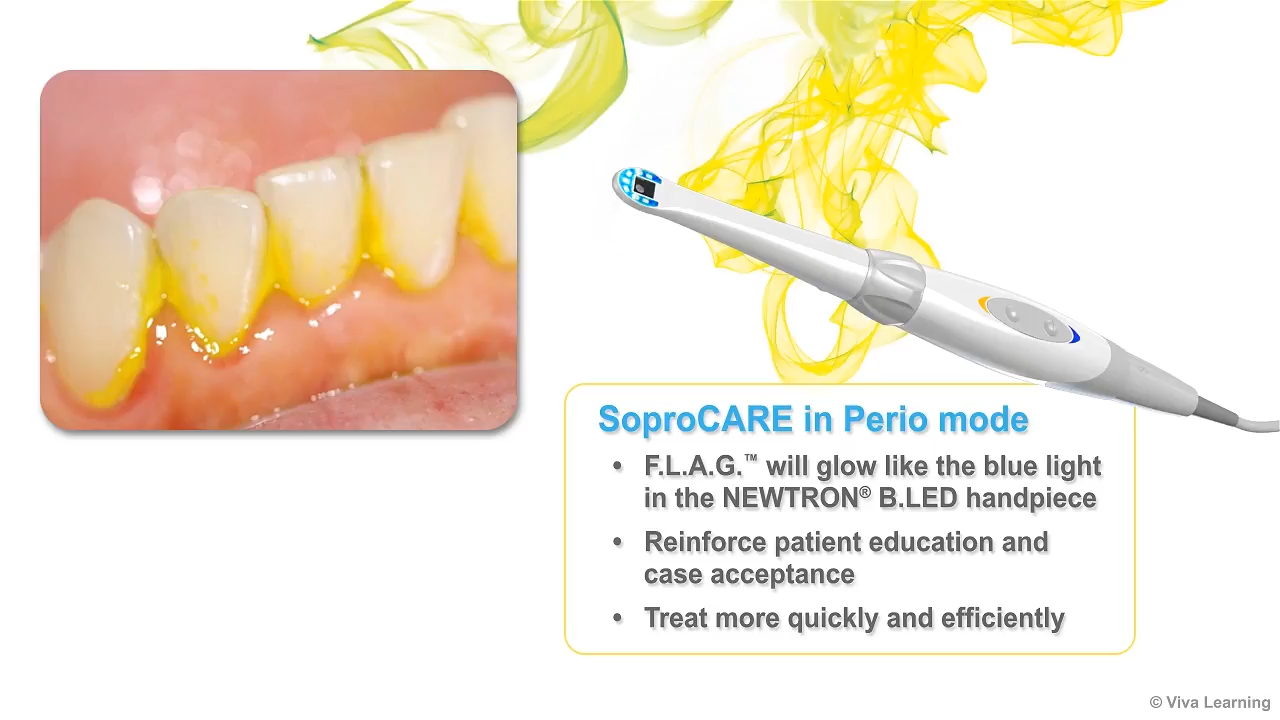 SoproCARE in Perio mode
• F.L.A.G.™ will glow like the blue light
in the NEWTRON® B.LED handpiece
• Reinforce patient education and
case acceptance
• Treat more quickly and efficiently
© Viva Learning